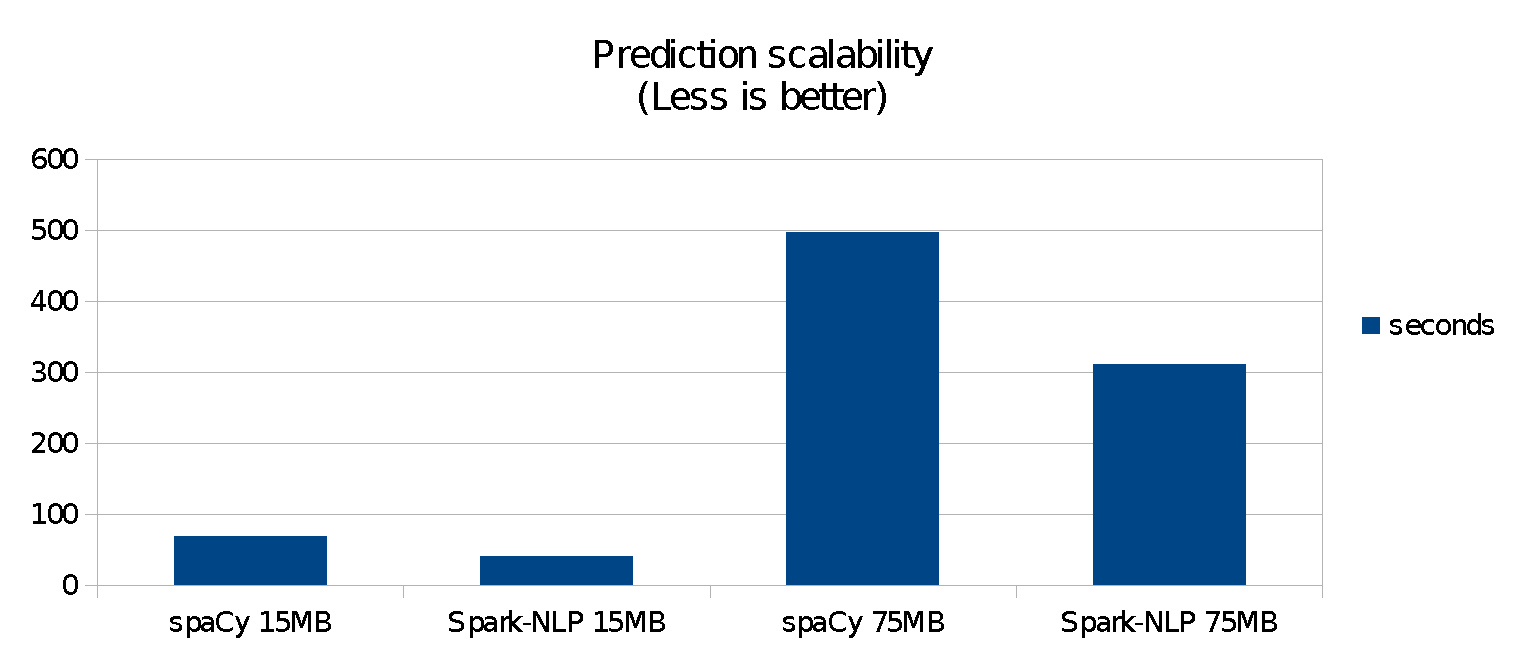 Prediction scalability
(Less is better)
600
500
400
300
200
100
0
spaCy 15MB
Spark-NLP 15MB
spaCy 75MB
Spark-NLP 75MB
seconds